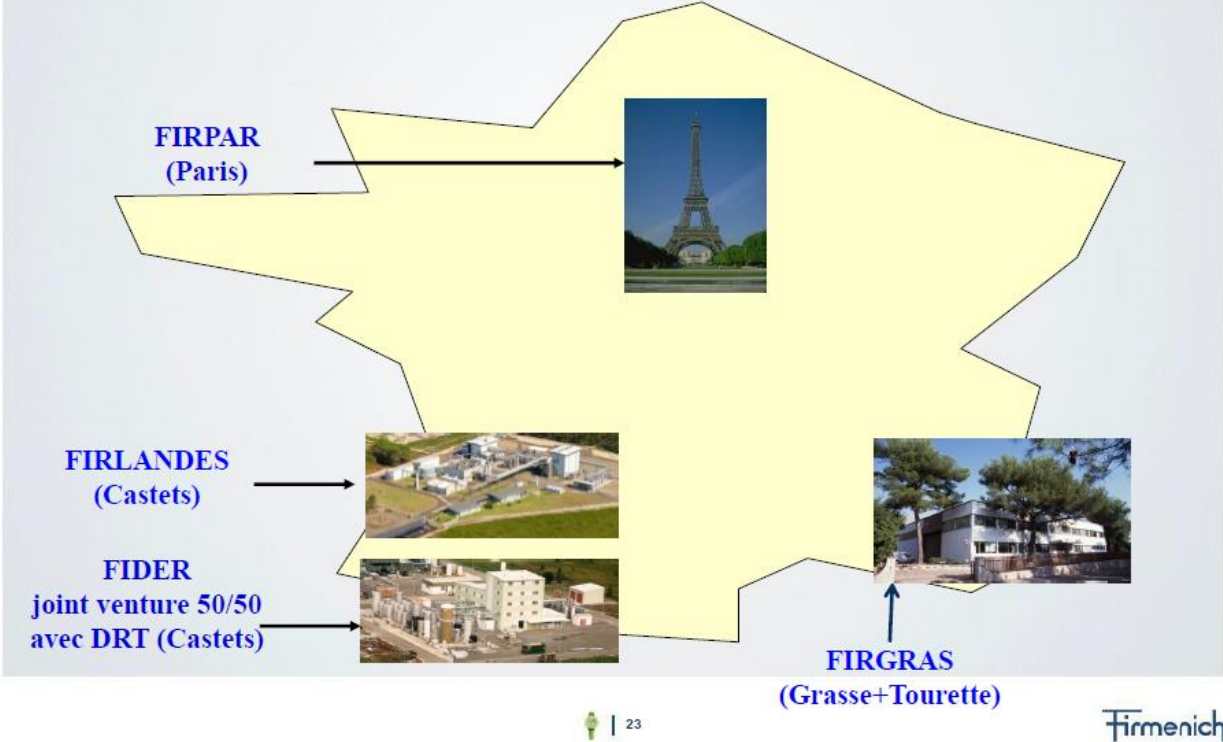 FIRPAR
(Paris)
FIRLANDES
(Castets)
FIDER
joint venture 50/50
avec DRT (Castets)
FIRGRAS
(Grasse+Tourette)
| 23
Firmenich